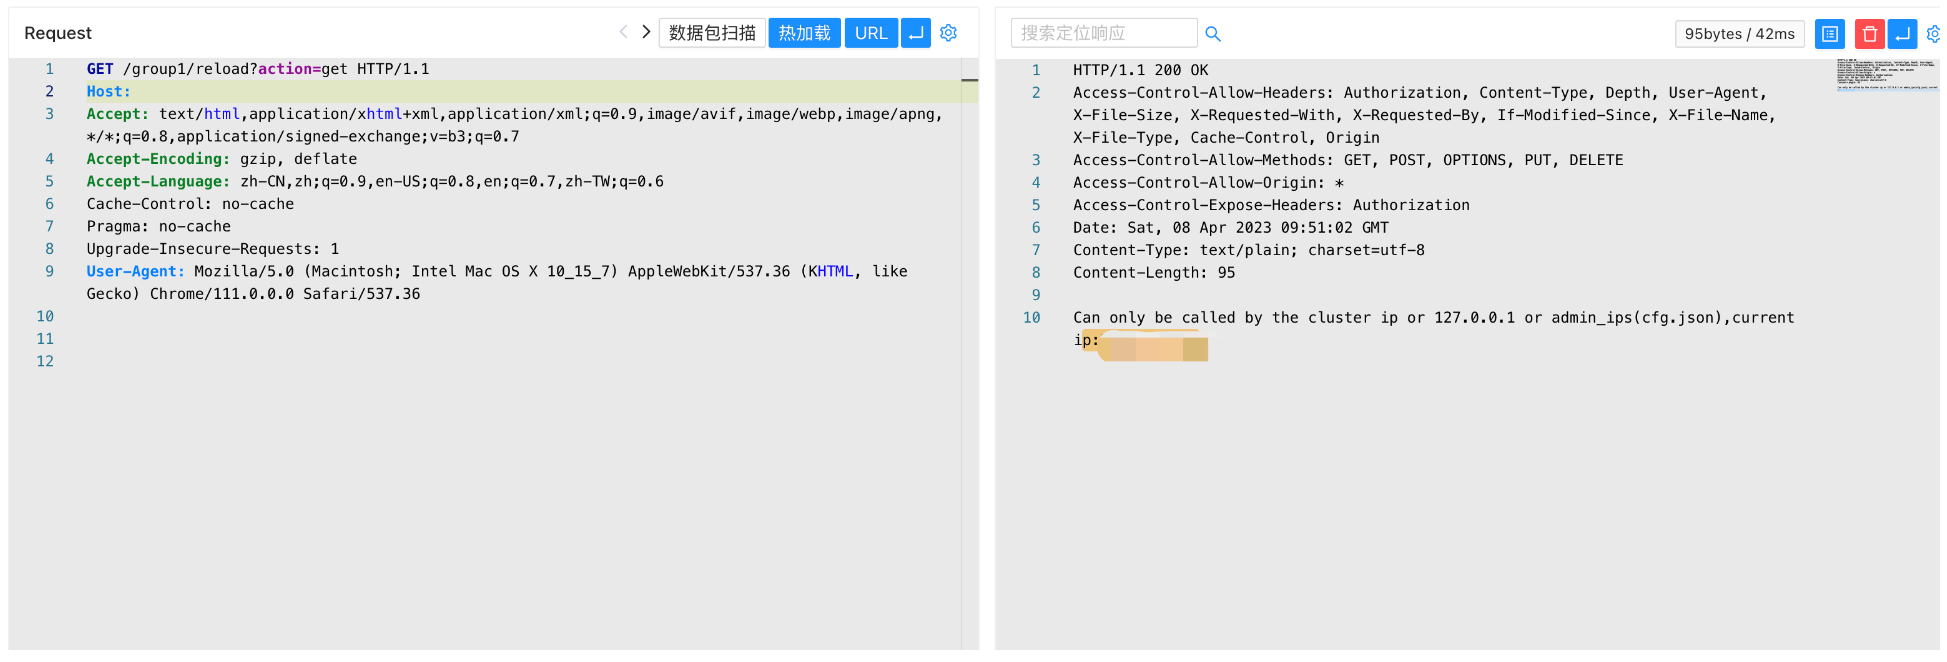 Request
数据包扫描
热加载
URL
1 GET /group1/reload?action=get HTTP/1.1
2 Host:
3 Accept: text/html,application/xhtml+xml,application/xml;q=0.9,image/avif,image/webp,image/apng,
*/*;q=0.8,application/signed-exchange;v=b3;q=0.7
4 Accept-Encoding: gzip, deflate
5 Accept-Language: zh-CN,zh;q=0.9,en-US;q=0.8,en;q=0.7,zh-TW;q=0.6
6 Cache-Control: no-cache
7 Pragma: no-cache
8 Upgrade-Insecure-Requests: 1
9 User-Agent: Mozilla/5.0 (Macintosh; Intel Mac OS X 10_15_7) AppleWebKit/537.36 (KHTML, like
Gecko) Chrome/111.0.0.0 Safari/537.36
10
11
12
搜索定位响应
95bytes / 42ms
1 HTTP/1.1 200 OK
2 Access-Control-Allow-Headers: Authorization, Content-Type, Depth, User-Agent,
X-File-Size, X-Requested-With, X-Requested-By, If-Modified-Since, X-File-Name,
X-File-Type, Cache-Control, Origin
3 Access-Control-Allow-Methods: GET, POST, OPTIONS, PUT, DELETE
4 Access-Control-Allow-Origin: *
5 Access-Control-Expose-Headers: Authorization
6 Date: Sat, 08 Apr 2023 09:51:02 GMT
7 Content-Type: text/plain; charset=utf-8
8 Content-Length: 95
9
10 Can only be called by the cluster ip or 127.0.0.1 or admin_ips(cfg.json),current
ip: